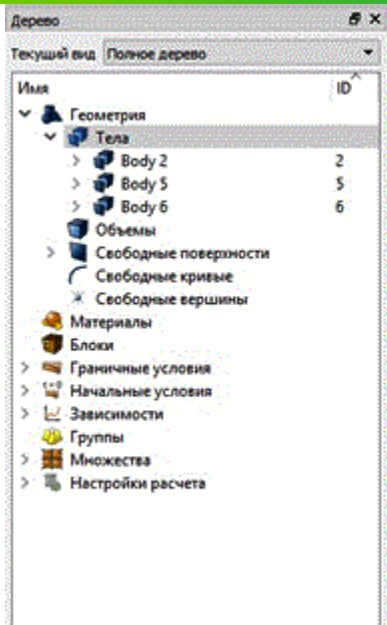 Дерево
Текущий вид Полное дерево
Имя ID
Геометрия
Тела
Body 2 2
Body 5 5
Body 6 6
Объемы
Свободные поверхности
Свободные кривые
Свободные вершины
Материалы
Блоки
Граничные условия
Начальные условия
Зависимости
Группы
Множества
Настройки расчета